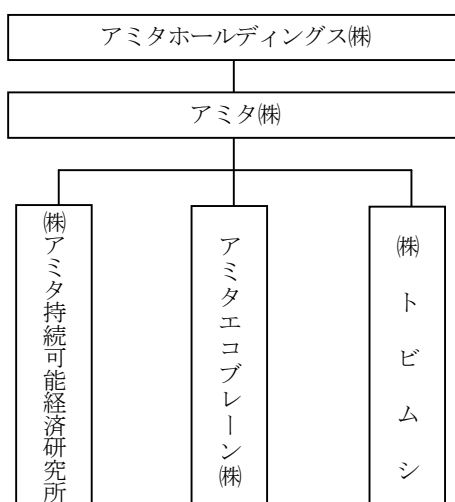 アミタホールディングス㈱
アミタ㈱
㈱アミタ持続可能経済研究所
アミタエコブレーン㈱
㈱トビムシ